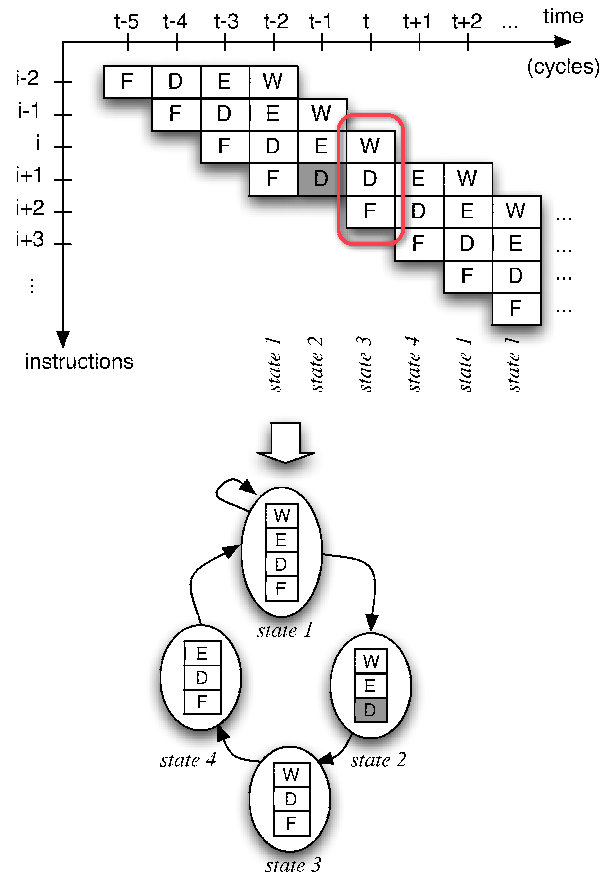 t-5 t-4 t-3 t-2 t-1 t t+1 t+2 ... time
(cycles)
i-2 F D E W
i-1 F D E W
i F D E W
i+1 F D D E W
i+2 F D E W ...
i+3 F D E ...
... F D ...
F ...
instructions
state 1 state 2 state 3 state 4 state 1 state 1
W
E
D
F
state 1
E
D
F
state 4
W
E
D
state 2
W
D
F
state 3